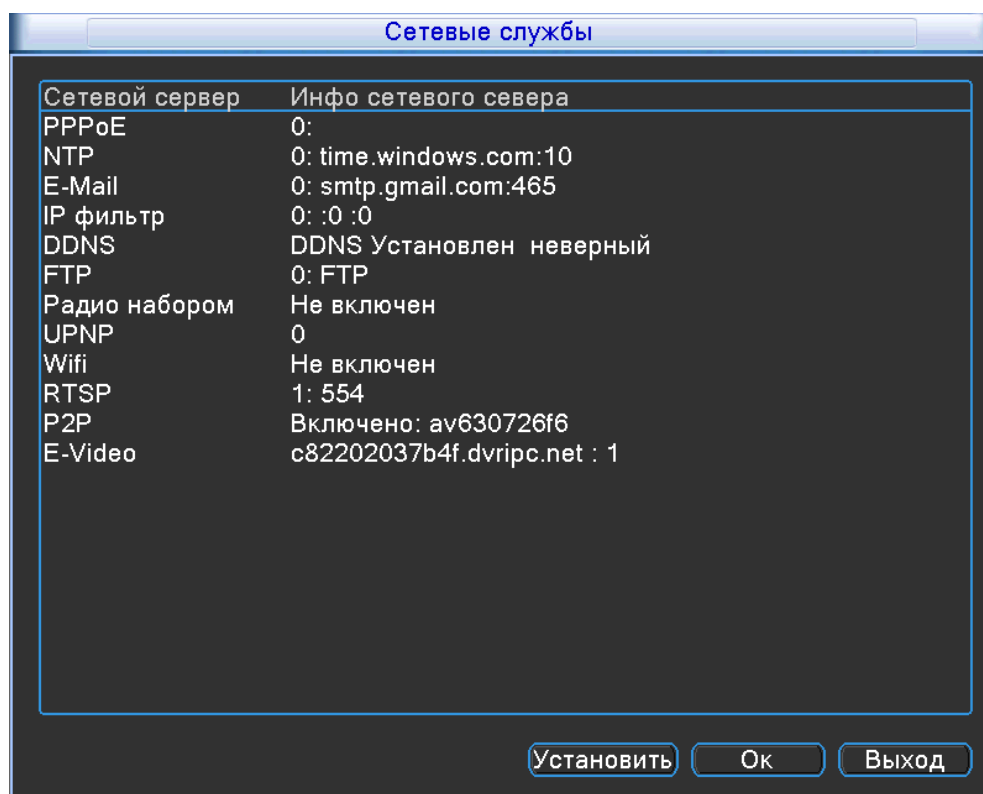 Сетевые службы
Сетевой сервер Инфо сетевого севера
PPPoE 0:
NTP 0: time.windows.com:10
E-Mail 0: smtp.gmail.com:465
IP фильтр 0: :0 :0
DDNS DDNS Установлен неверный
FTP 0: FTP
Радио набором Не включен
UPNP 0
Wifi Не включен
RTSP 1: 554
P2P Включено: av630726f6
E-Video c82202037b4f.dvripc.net : 1
Установить Ок Выход